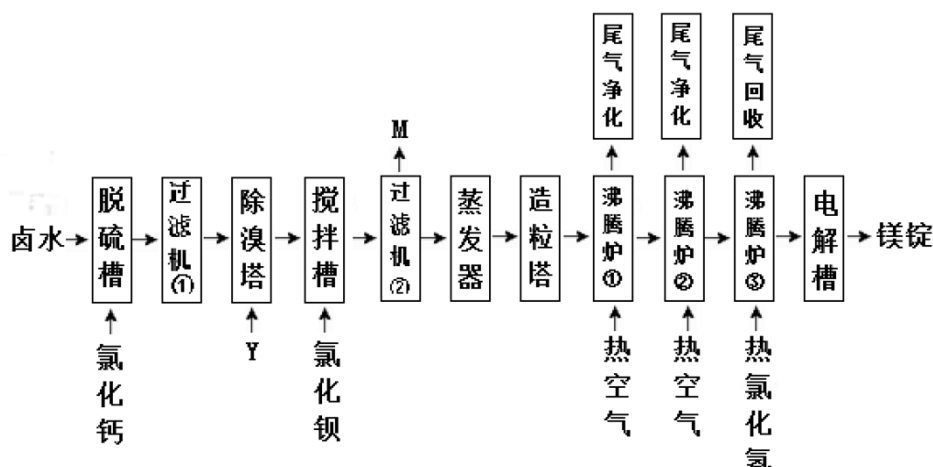 尾气净化
尾气净化
尾气回收
M
卤水
脱硫槽
过滤机①
除溴塔
搅拌槽
过滤机②
蒸发器
造粒塔
沸腾炉①
沸腾炉②
沸腾炉③
电解槽
镁锭
氯化钙
Y
氯化钡
热空气
热空气
热氯化氢